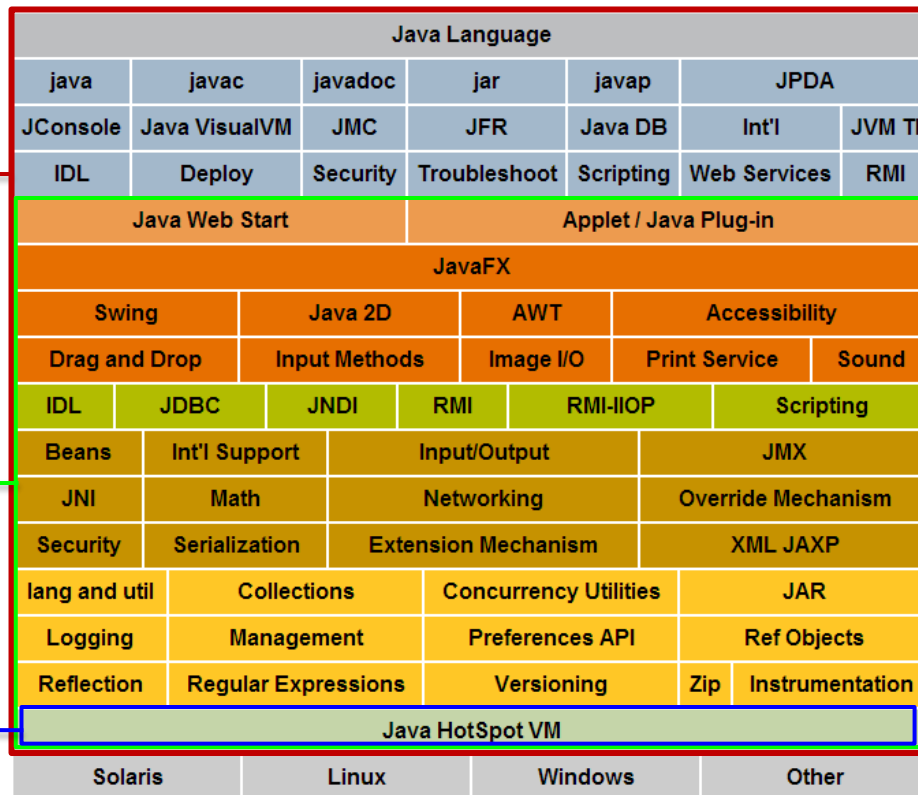 Java Language
java javac javadoc jar javap JPDA
JConsole Java VisualVM JMC JFR Java DB Int'l JVM TI
IDL Deploy Security Troubleshoot Scripting Web Services RMI
Java Web Start Applet / Java Plug-in
JavaFX
Swing Java 2D AWT Accessibility
Drag and Drop Input Methods Image I/O Print Service Sound
IDL JDBC JNDI RMI RMI-IIOP Scripting
Beans Int'l Support Input/Output JMX
JNI Math Networking Override Mechanism
Security Serialization Extension Mechanism XML JAXP
lang and util Collections Concurrency Utilities JAR
Logging Management Preferences API Ref Objects
Reflection Regular Expressions Versioning Zip Instrumentation
Java HotSpot VM
Solaris Linux Windows Other